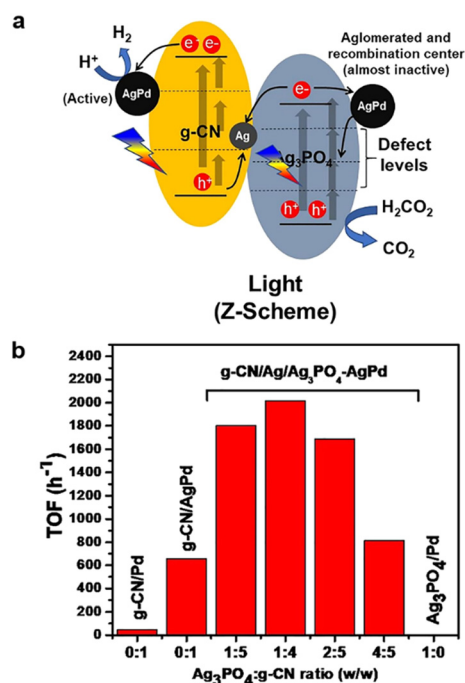 a
H₂
H⁺
AgPd
(Active)
e⁻ e⁻
g-CN
h⁺
Ag
Aglomerated and
recombination center
(almost inactive)
e-
AgPd
Ag₃PO₄
Defect
levels
h⁺ h⁺
H₂CO₂
CO₂
Light
(Z-Scheme)
b
g-CN/Ag/Ag₃PO₄-AgPd
TOF (h⁻¹)
2400
2200
2000
1800
1600
1400
1200
1000
800
600
400
200
0
g-CN/Pd
g-CN/AgPd
Ag₃PO₄/Pd
0:1 0:1 1:5 1:4 2:5 4:5 1:0
Ag₃PO₄:g-CN ratio (w/w)